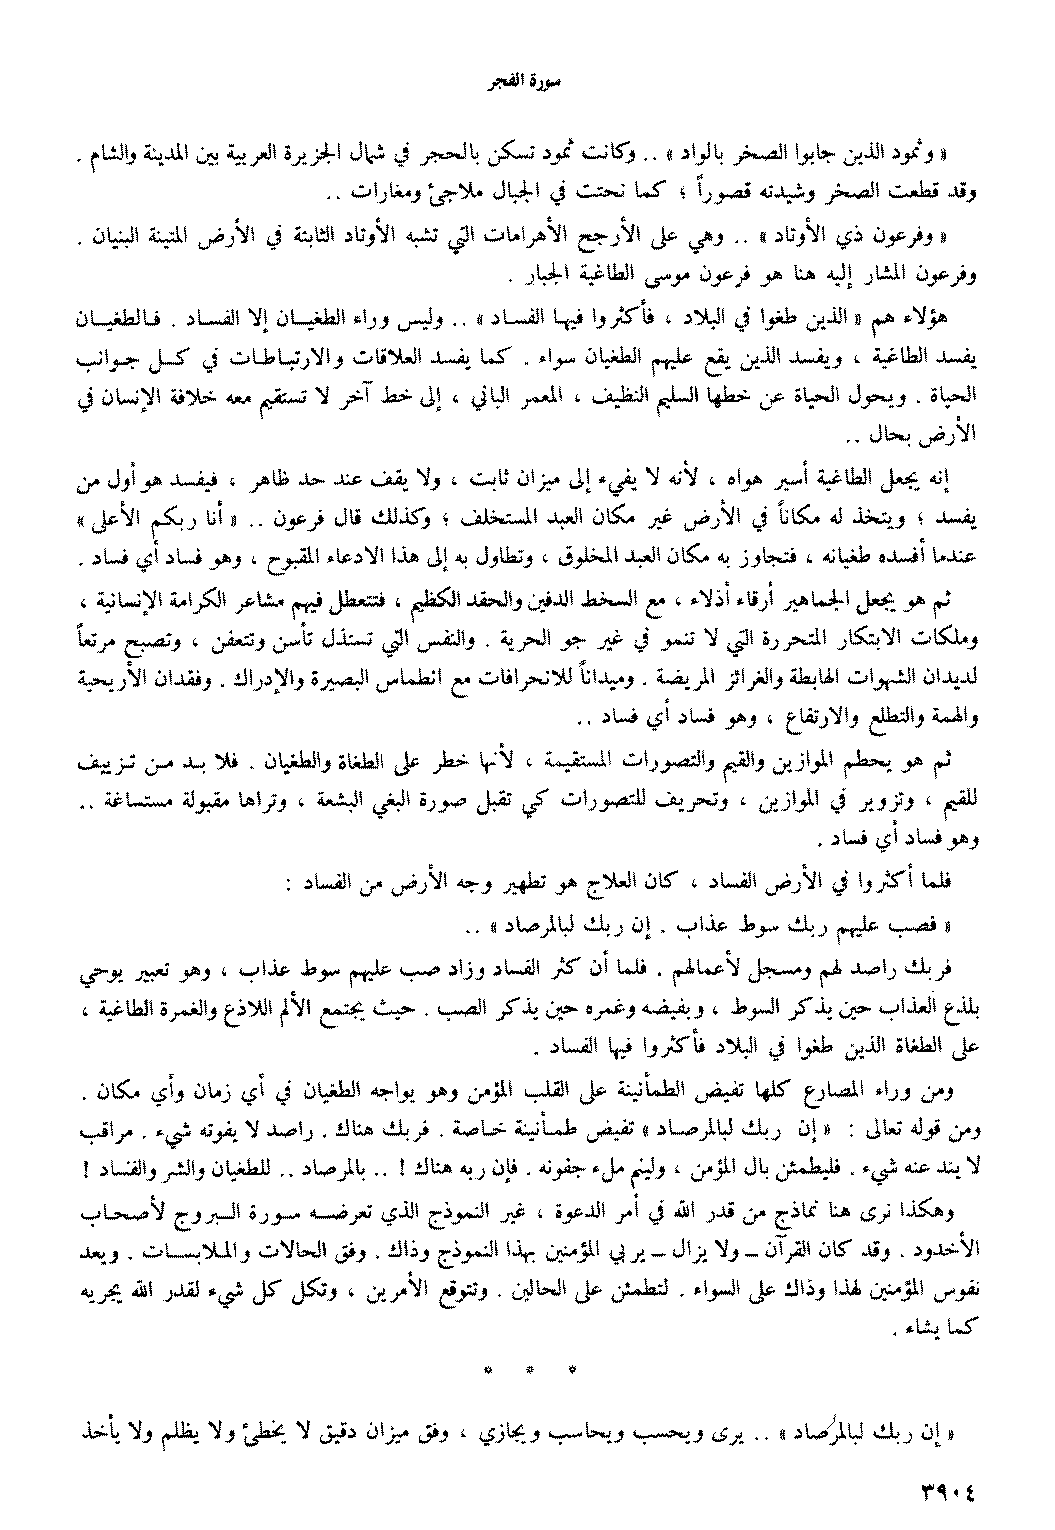 سورة الفجر
« وثمود الذين جابوا الصخر بالواد » .. وكانت ثمود تسكن بالحجر في شمال الجزيرة العربية بين المدينة والشام .
وقد قطعت الصخر وشيدته قصوراً ؛ كما نحتت في الجبال ملاجئ ومغارات ..
« وفرعون ذي الأوتاد » .. وهي على الأرجح الأهرامات التي تشبه الأوتاد الثابتة في الأرض المتينة البنيان .
وفرعون المشار إليه هنا هو فرعون موسى الطاغية الجبار .
هؤلاء هم « الذين طغوا في البلاد ، فأكثروا فيها الفساد » .. وليس وراء الطغيان إلا الفساد . فالطغيان
يفسد الطاغية ، ويفسد الذين يقع عليهم الطغيان سواء . كما يفسد العلاقات والارتباطات في كل جوانب
الحياة . ويحول الحياة عن خطها السليم النظيف ، المعمر الباني ، إلى خط آخر لا تستقيم معه خلافة الإنسان في
الأرض بحال ..
إنه يجعل الطاغية أسير هواه ، لأنه لا يفيء إلى ميزان ثابت ، ولا يقف عند حد ظاهر ، فيفسد هو أول من
يفسد ؛ ويتخذ له مكاناً في الأرض غير مكان العبد المستخلف ؛ وكذلك قال فرعون .. « أنا ربكم الأعلى »
عندما أفسده طغيانه ، فتجاوز به مكان العبد المخلوق ، وتطاول به إلى هذا الادعاء المقبوح ، وهو فساد أي فساد .
ثم هو يجعل الجماهير أرقاء أذلاء ، مع السخط الدفين والحقد الكظيم ، فتتعطل فيهم مشاعر الكرامة الإنسانية ،
وملكات الابتكار المتحررة التي لا تنمو في غير جو الحرية . والنفس التي تستذل تأسن وتتعفن ، وتصبح مرتعاً
لديدان الشهوات الهابطة والغرائز المريضة . وميداناً للانحرافات مع انطماس البصيرة والإدراك . وفقدان الأريحية
والهمة والتطلع والارتفاع ، وهو فساد أي فساد ..
ثم هو يحطم الموازين والقيم والتصورات المستقيمة ، لأنها خطر على الطغاة والطغيان . فلا بد من تزييف
للقيم ، وتزوير في الموازين ، وتحريف للتصورات كي تقبل صورة البغي البشعة ، وتراها مقبولة مستساغة ..
وهو فساد أي فساد .
فلما أكثروا في الأرض الفساد ، كان العلاج هو تطهير وجه الأرض من الفساد :
« فصب عليهم ربك سوط عذاب . إن ربك لبالمرصاد » ..
فربك راصد لهم ومسجل لأعمالهم . فلما أن كثر الفساد وزاد صب عليهم سوط عذاب ، وهو تعبير يوحي
بلذع العذاب حين يذكر السوط ، وبفيضه وغمره حين يذكر الصب . حيث يجتمع الألم اللاذع والغمرة الطاغية ،
على الطغاة الذين طغوا في البلاد فأكثروا فيها الفساد .
ومن وراء المصارع كلها تفيض الطمأنينة على القلب المؤمن وهو يواجه الطغيان في أي زمان وأي مكان .
ومن قوله تعالى : « إن ربك لبالمرصاد » تفيض طمأنينة خاصة . فربك هناك . راصد لا يفوته شيء . مراقب
لا يند عنه شيء . فليطمئن بال المؤمن ، ولينم ملء جفونه . فإن ربه هناك ! .. بالمرصاد .. للطغيان والشر والفساد !
وهكذا نرى هنا نماذج من قدر الله في أمر الدعوة ، غير النموذج الذي تعرضه سورة البروج لأصحاب
الأخدود . وقد كان القرآن – ولا يزال – يربي المؤمنين بهذا النموذج وذاك . وفق الحالات والملابسات . ويعد
نفوس المؤمنين لهذا وذاك على السواء . لتطمئن على الحالين . وتتوقع الأمرين ، وتكل كل شيء لقدر الله يجريه
كما يشاء .
* * *
« إن ربك لبالمرصاد » .. يرى ويحسب ويحاسب ويجازي ، وفق ميزان دقيق لا يخطئ ولا يظلم ولا يأخذ
٣٩٠٤